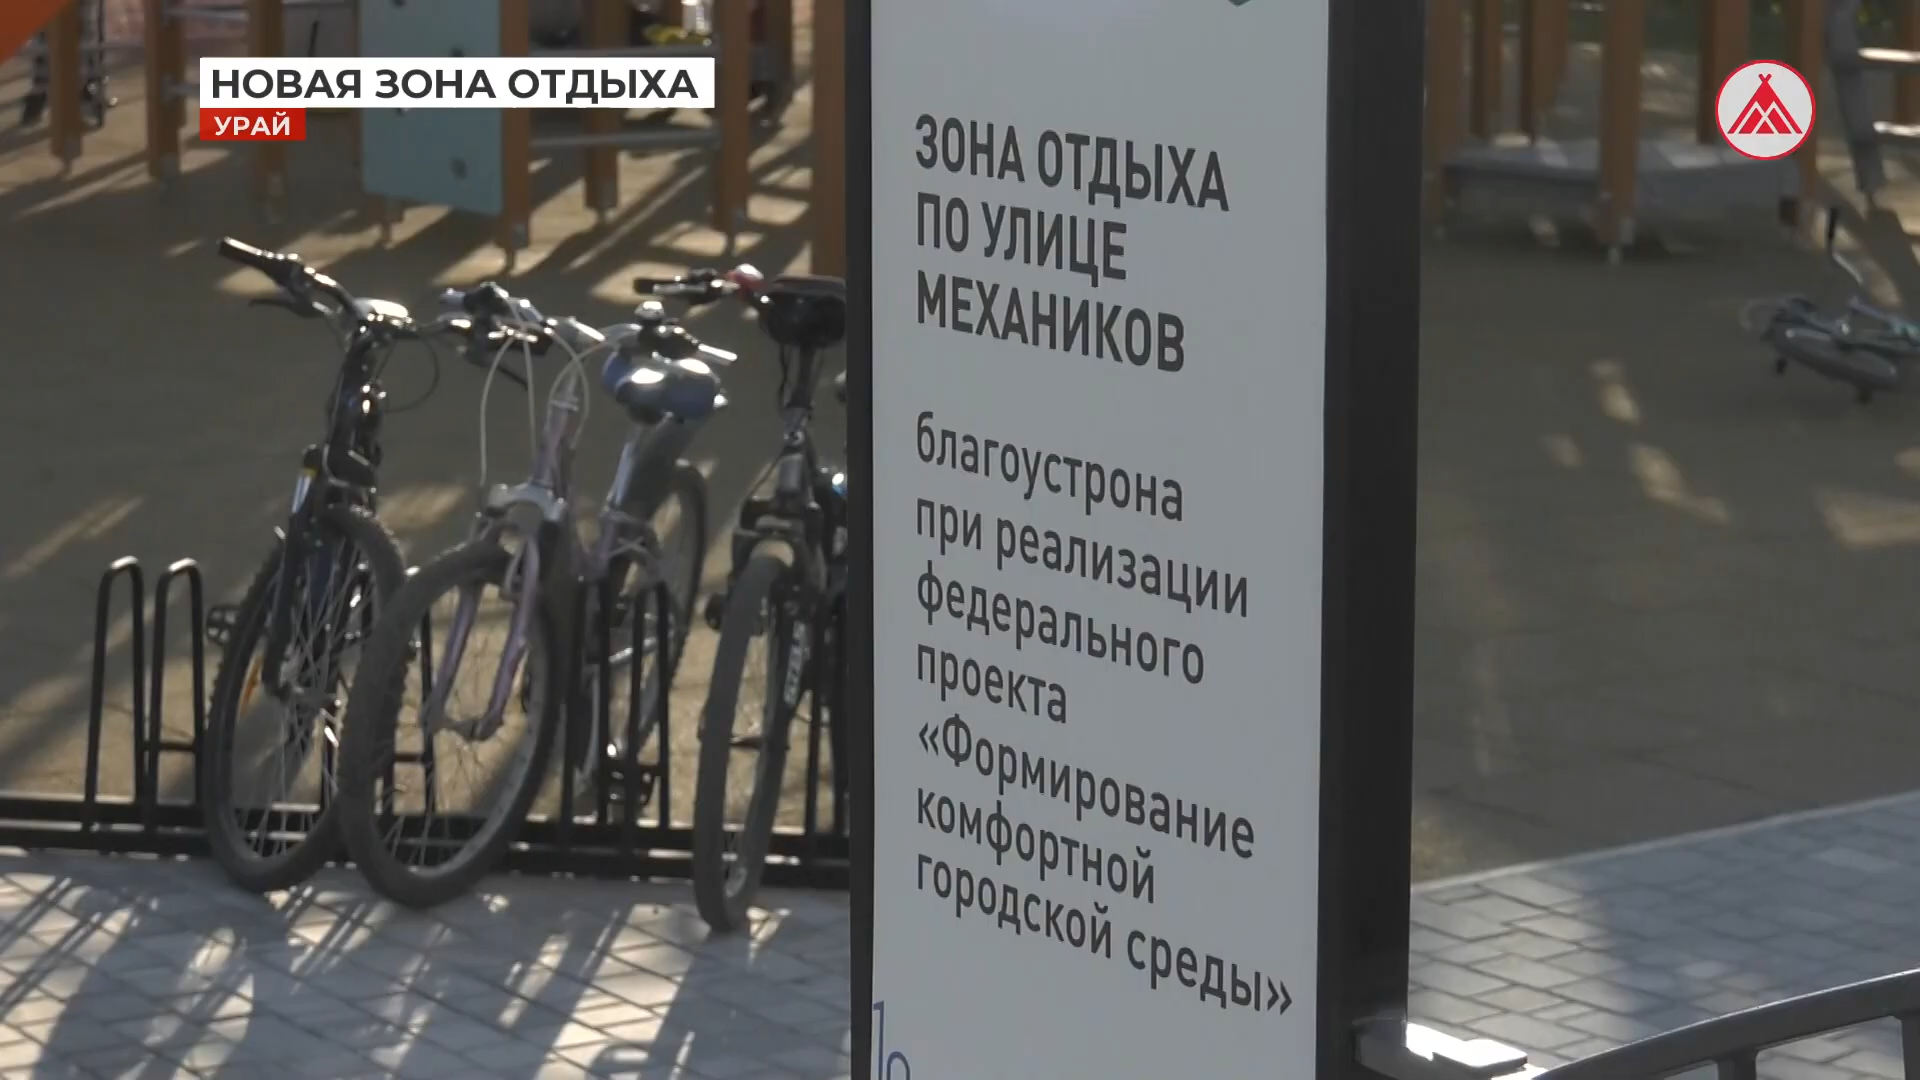 НОВАЯ ЗОНА ОТДЫХА
УРАЙ
ЗОНА ОТДЫХА
ПО УЛИЦЕ
МЕХАНИКОВ
благоустрона
при реализации
федерального
проекта
«Формирование
комфортной
городской среды»